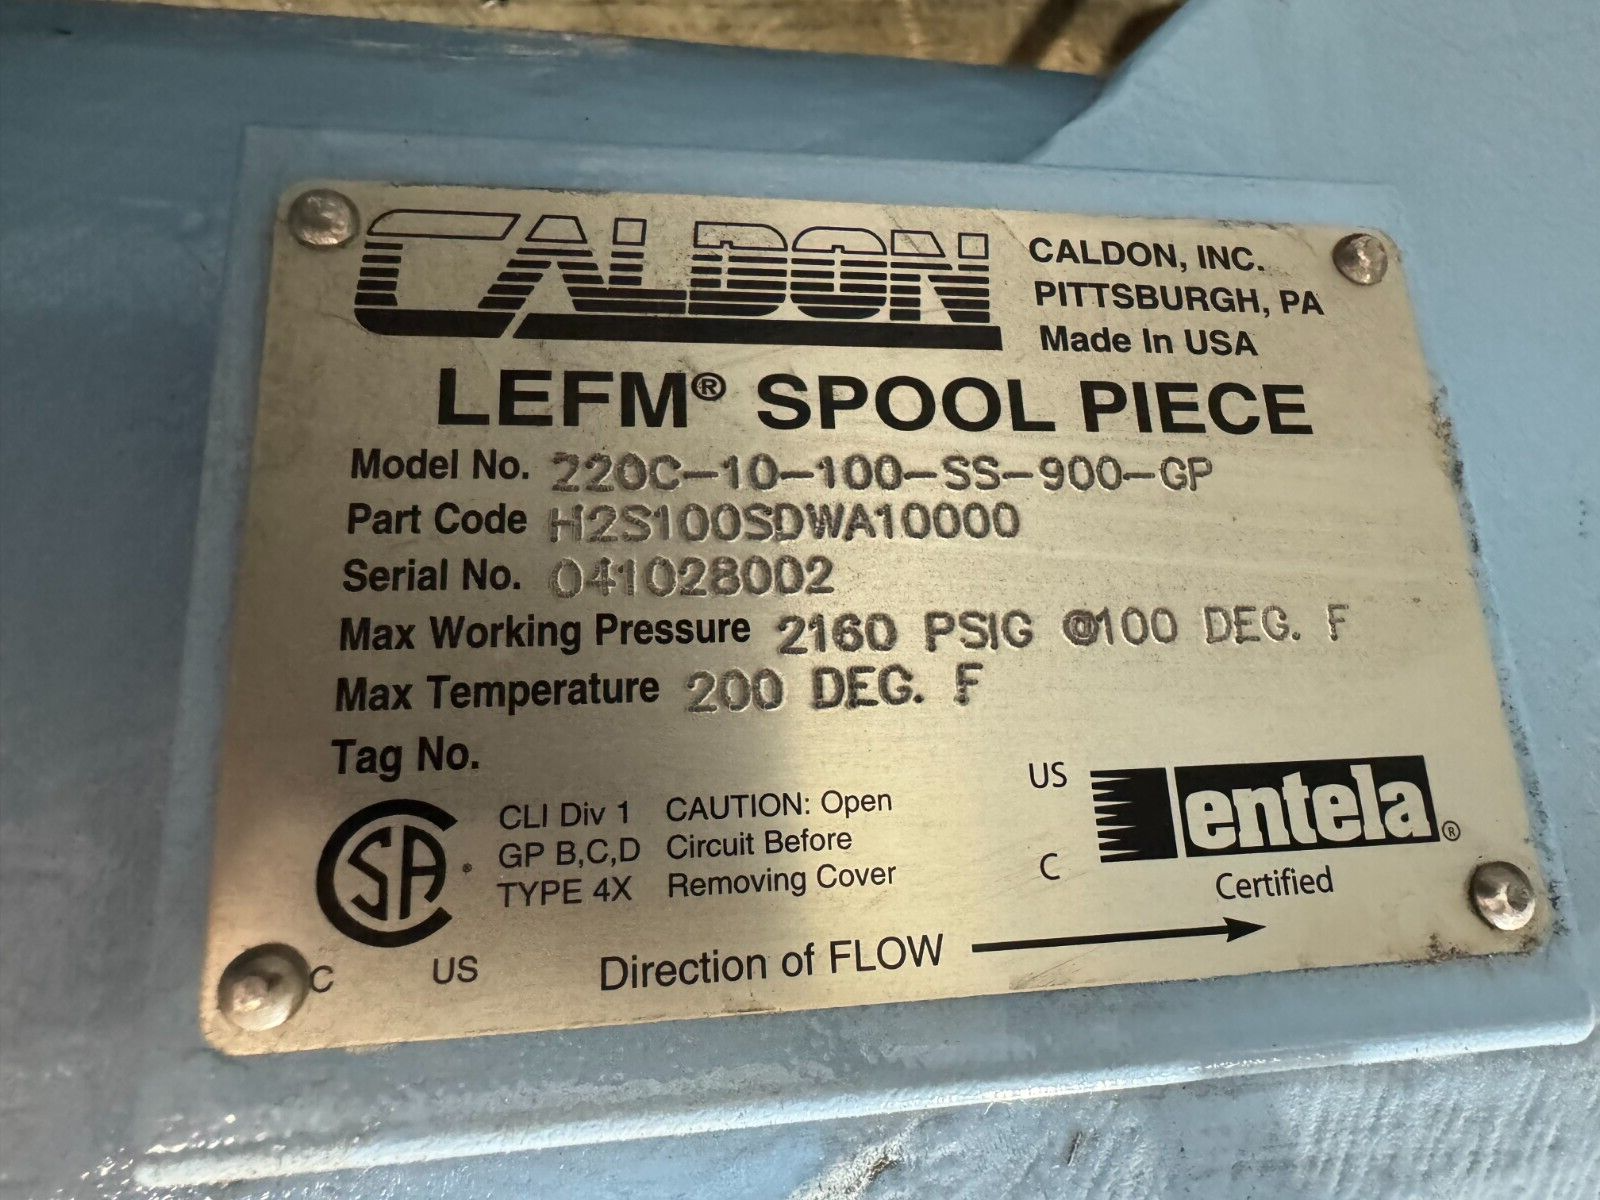 CALDON
CALDON, INC.
PITTSBURGH, PA
Made In USA
LEFM® SPOOL PIECE
Model No. 220C-10-100-SS-900-GP
Part Code H2S100SDWA10000
Serial No. 041028002
Max Working Pressure 2160 PSIG @100 DEG. F
Max Temperature 200 DEG. F
Tag No.
CSA
C US
CLI Div 1
GP B,C,D
TYPE 4X
CAUTION: Open
Circuit Before
Removing Cover
US
C
entela®
Certified
Direction of FLOW